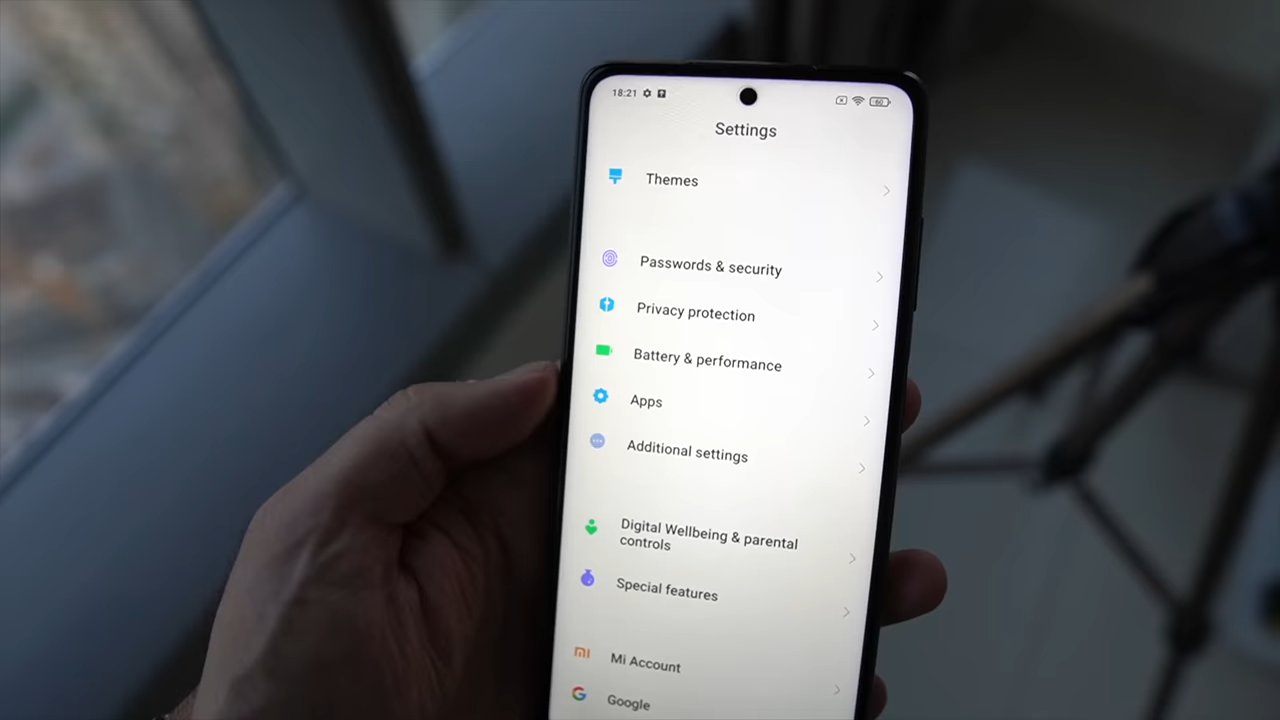 18:21 60
Settings
Themes
Passwords & security
Privacy protection
Battery & performance
Apps
Additional settings
Digital Wellbeing & parental
controls
Special features
Mi Account
Google